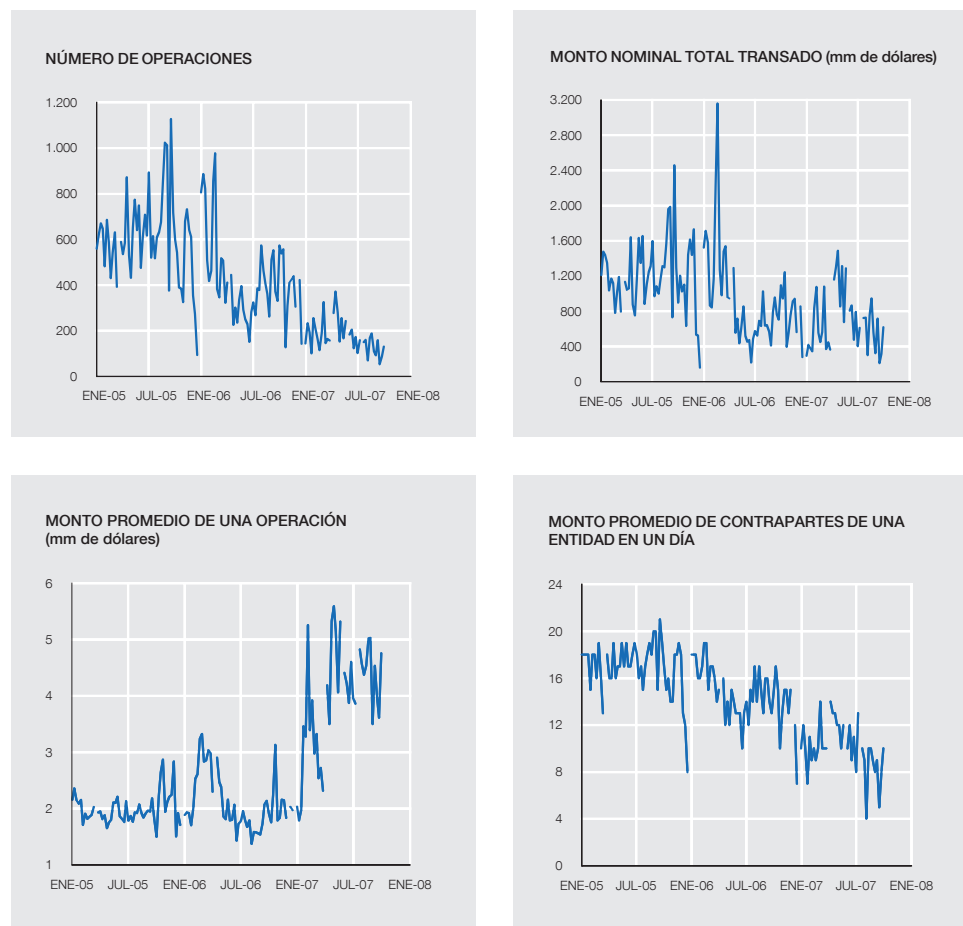 NÚMERO DE OPERACIONES
1.200
1.000
800
600
400
200
0
ENE-05 JUL-05 ENE-06 JUL-06 ENE-07 JUL-07 ENE-08
MONTO NOMINAL TOTAL TRANSADO (mm de dólares)
3.200
2.800
2.400
2.000
1.600
1.200
800
400
0
ENE-05 JUL-05 ENE-06 JUL-06 ENE-07 JUL-07 ENE-08
MONTO PROMEDIO DE UNA OPERACIÓN
(mm de dólares)
6
5
4
3
2
1
ENE-05 JUL-05 ENE-06 JUL-06 ENE-07 JUL-07 ENE-08
MONTO PROMEDIO DE CONTRAPARTES DE UNA
ENTIDAD EN UN DÍA
24
20
16
12
8
4
0
ENE-05 JUL-05 ENE-06 JUL-06 ENE-07 JUL-07 ENE-08